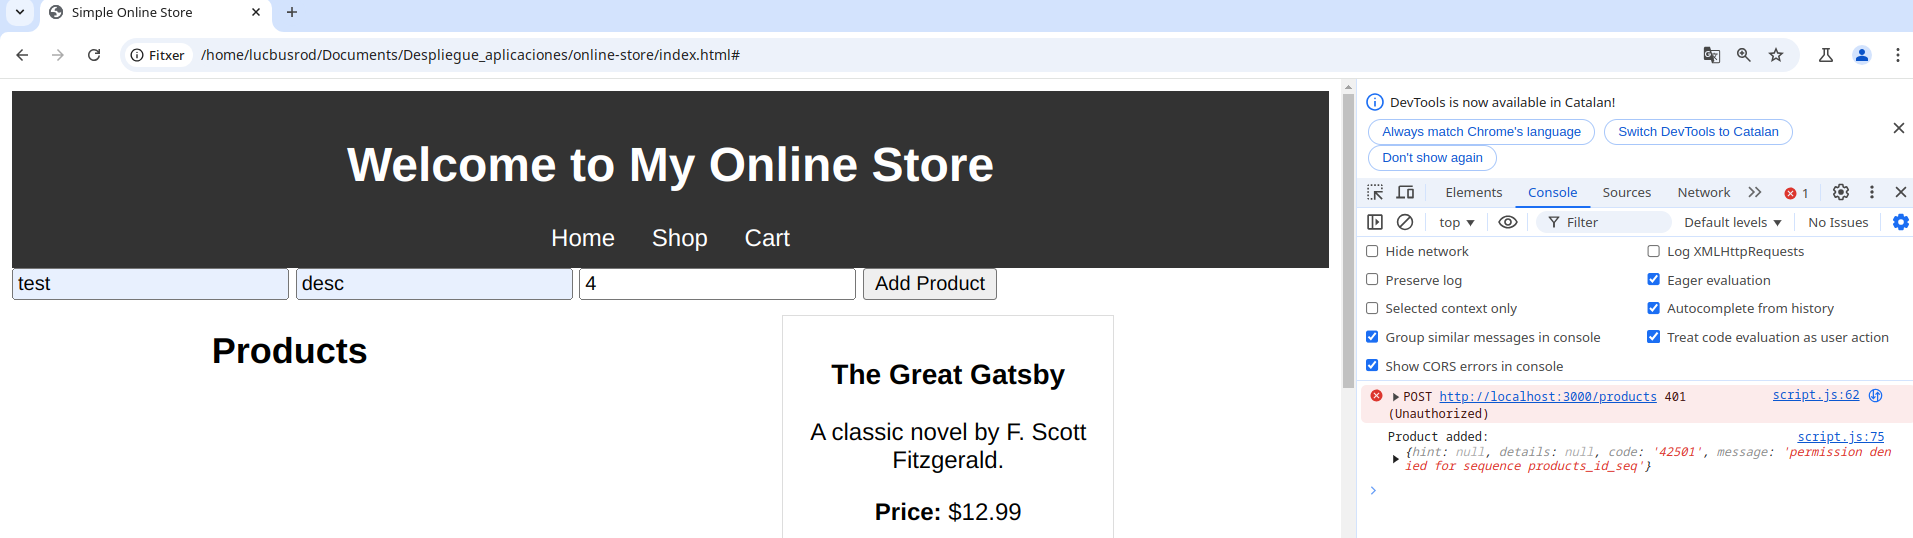 Simple Online Store
Fitxer
/home/lucbusrod/Documents/Despliegue_aplicaciones/online-store/index.html#
Welcome to My Online Store
Home Shop Cart
test desc 4 Add Product
Products
The Great Gatsby
A classic novel by F. Scott
Fitzgerald.
Price: $12.99
DevTools is now available in Catalan!
Always match Chrome's language Switch DevTools to Catalan
Don't show again
Elements Console Sources Network 1
top Filter Default levels No Issues
Hide network Log XMLHttpRequests
Preserve log Eager evaluation
Selected context only Autocomplete from history
Group similar messages in console Treat code evaluation as user action
Show CORS errors in console
POST http://localhost:3000/products 401 script.js:62
(Unauthorized)
Product added: script.js:75
{hint: null, details: null, code: '42501', message: 'permission den
ied for sequence products_id_seq'}